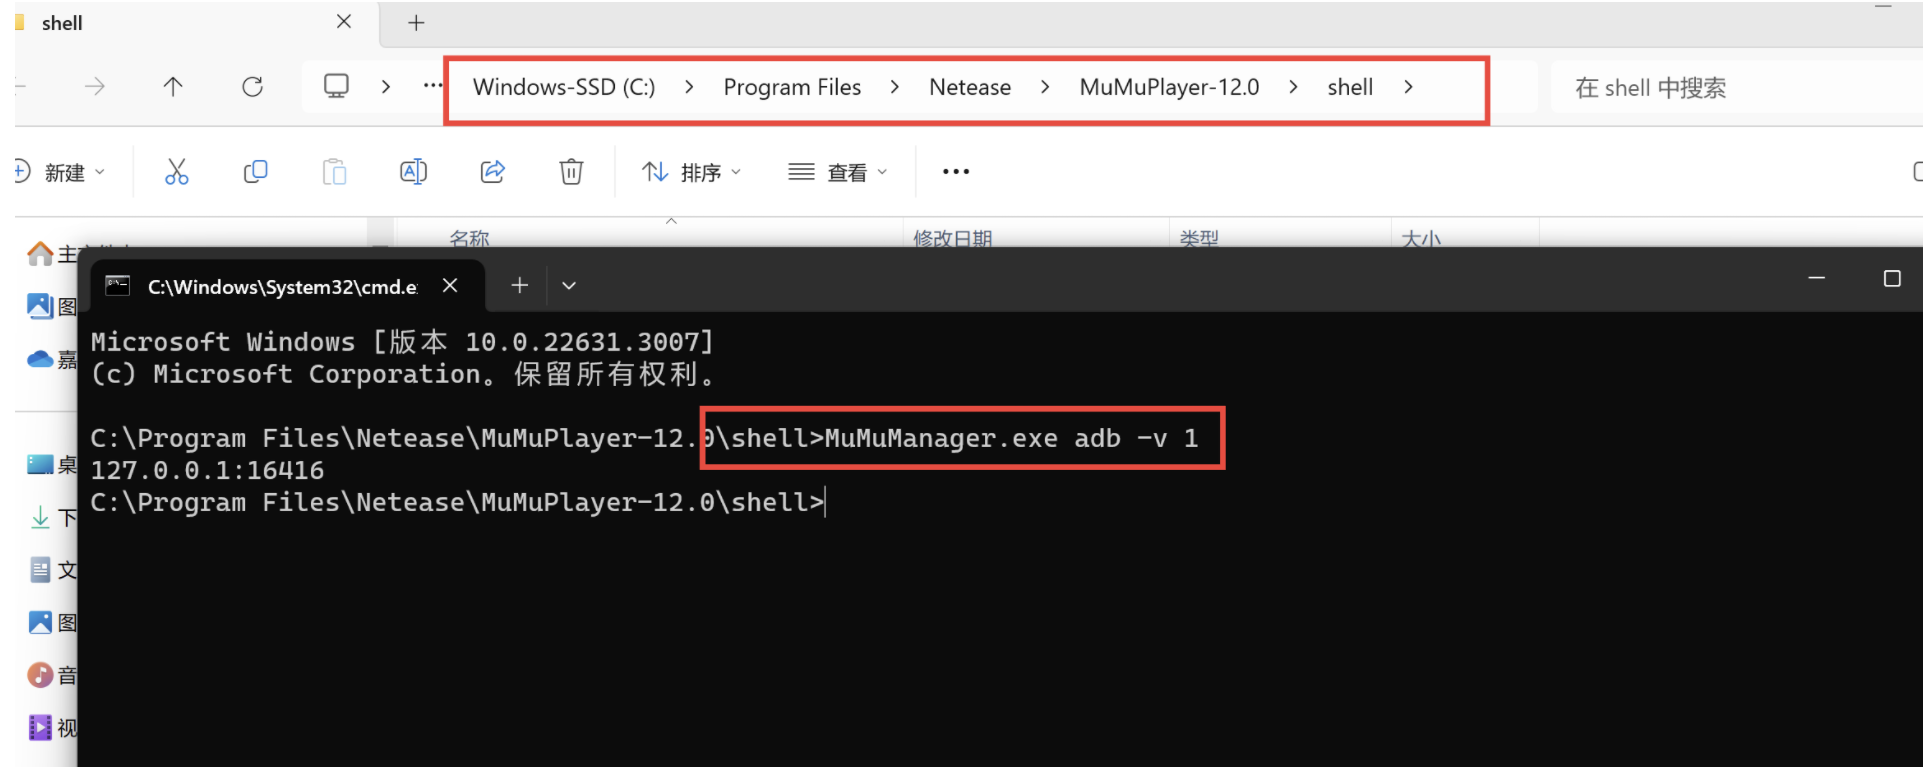 shell
Windows-SSD (C:) > Program Files > Netease > MuMuPlayer-12.0 > shell >
在 shell 中搜索
新建
排序
查看
名称 修改日期 类型 大小
主
图
嘉
桌
下
文
图
音
视
C:\Windows\System32\cmd.e
Microsoft Windows [版本 10.0.22631.3007]
(c) Microsoft Corporation。保留所有权利。
C:\Program Files\Netease\MuMuPlayer-12.0\shell>MuMuManager.exe adb -v 1
127.0.0.1:16416
C:\Program Files\Netease\MuMuPlayer-12.0\shell>